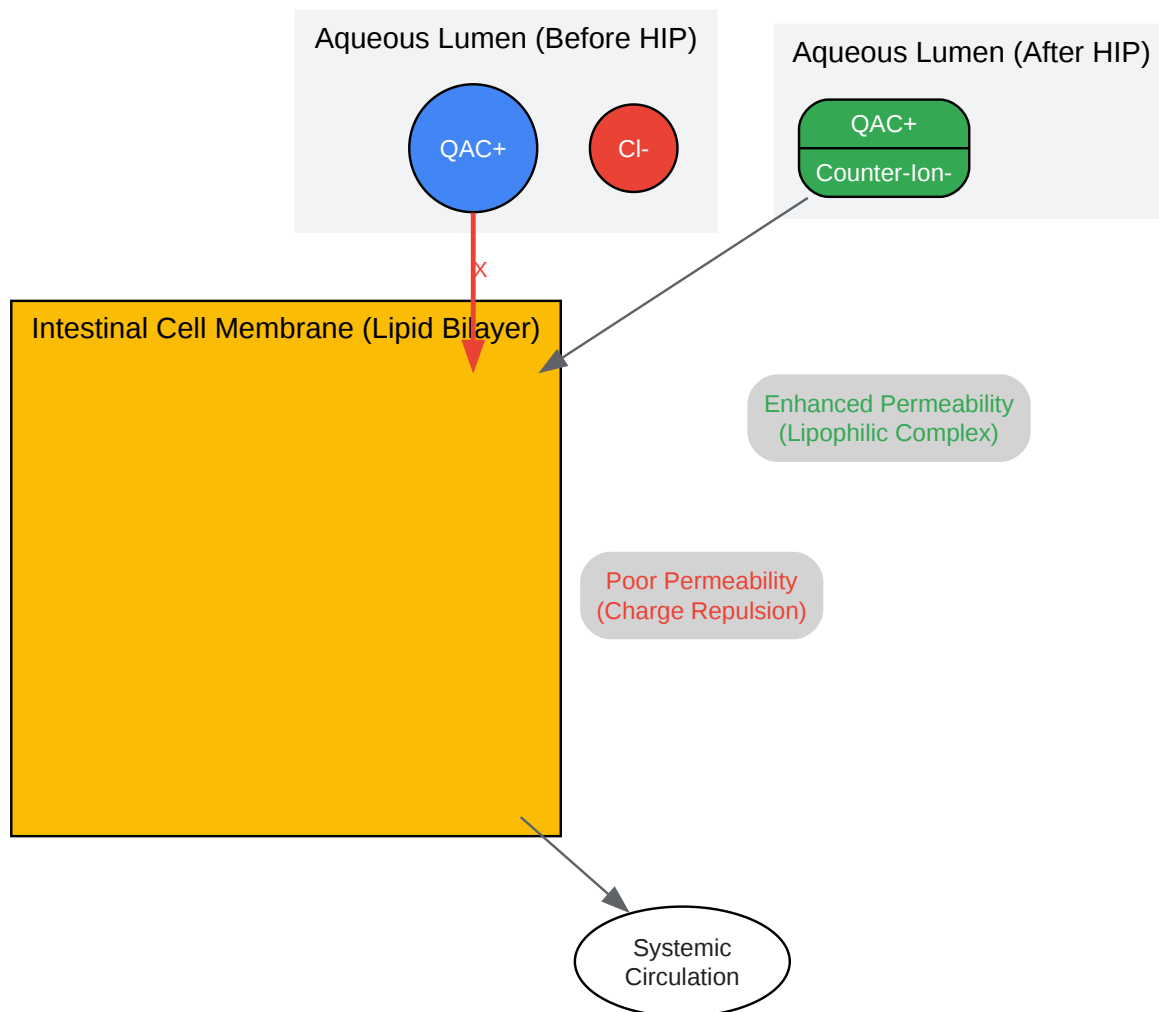 Aqueous Lumen (Before HIP)
QAC+
Cl-
Aqueous Lumen (After HIP)
QAC+
Counter-Ion-
X
Intestinal Cell Membrane (Lipid Bilayer)
Enhanced Permeability
(Lipophilic Complex)
Poor Permeability
(Charge Repulsion)
Systemic
Circulation